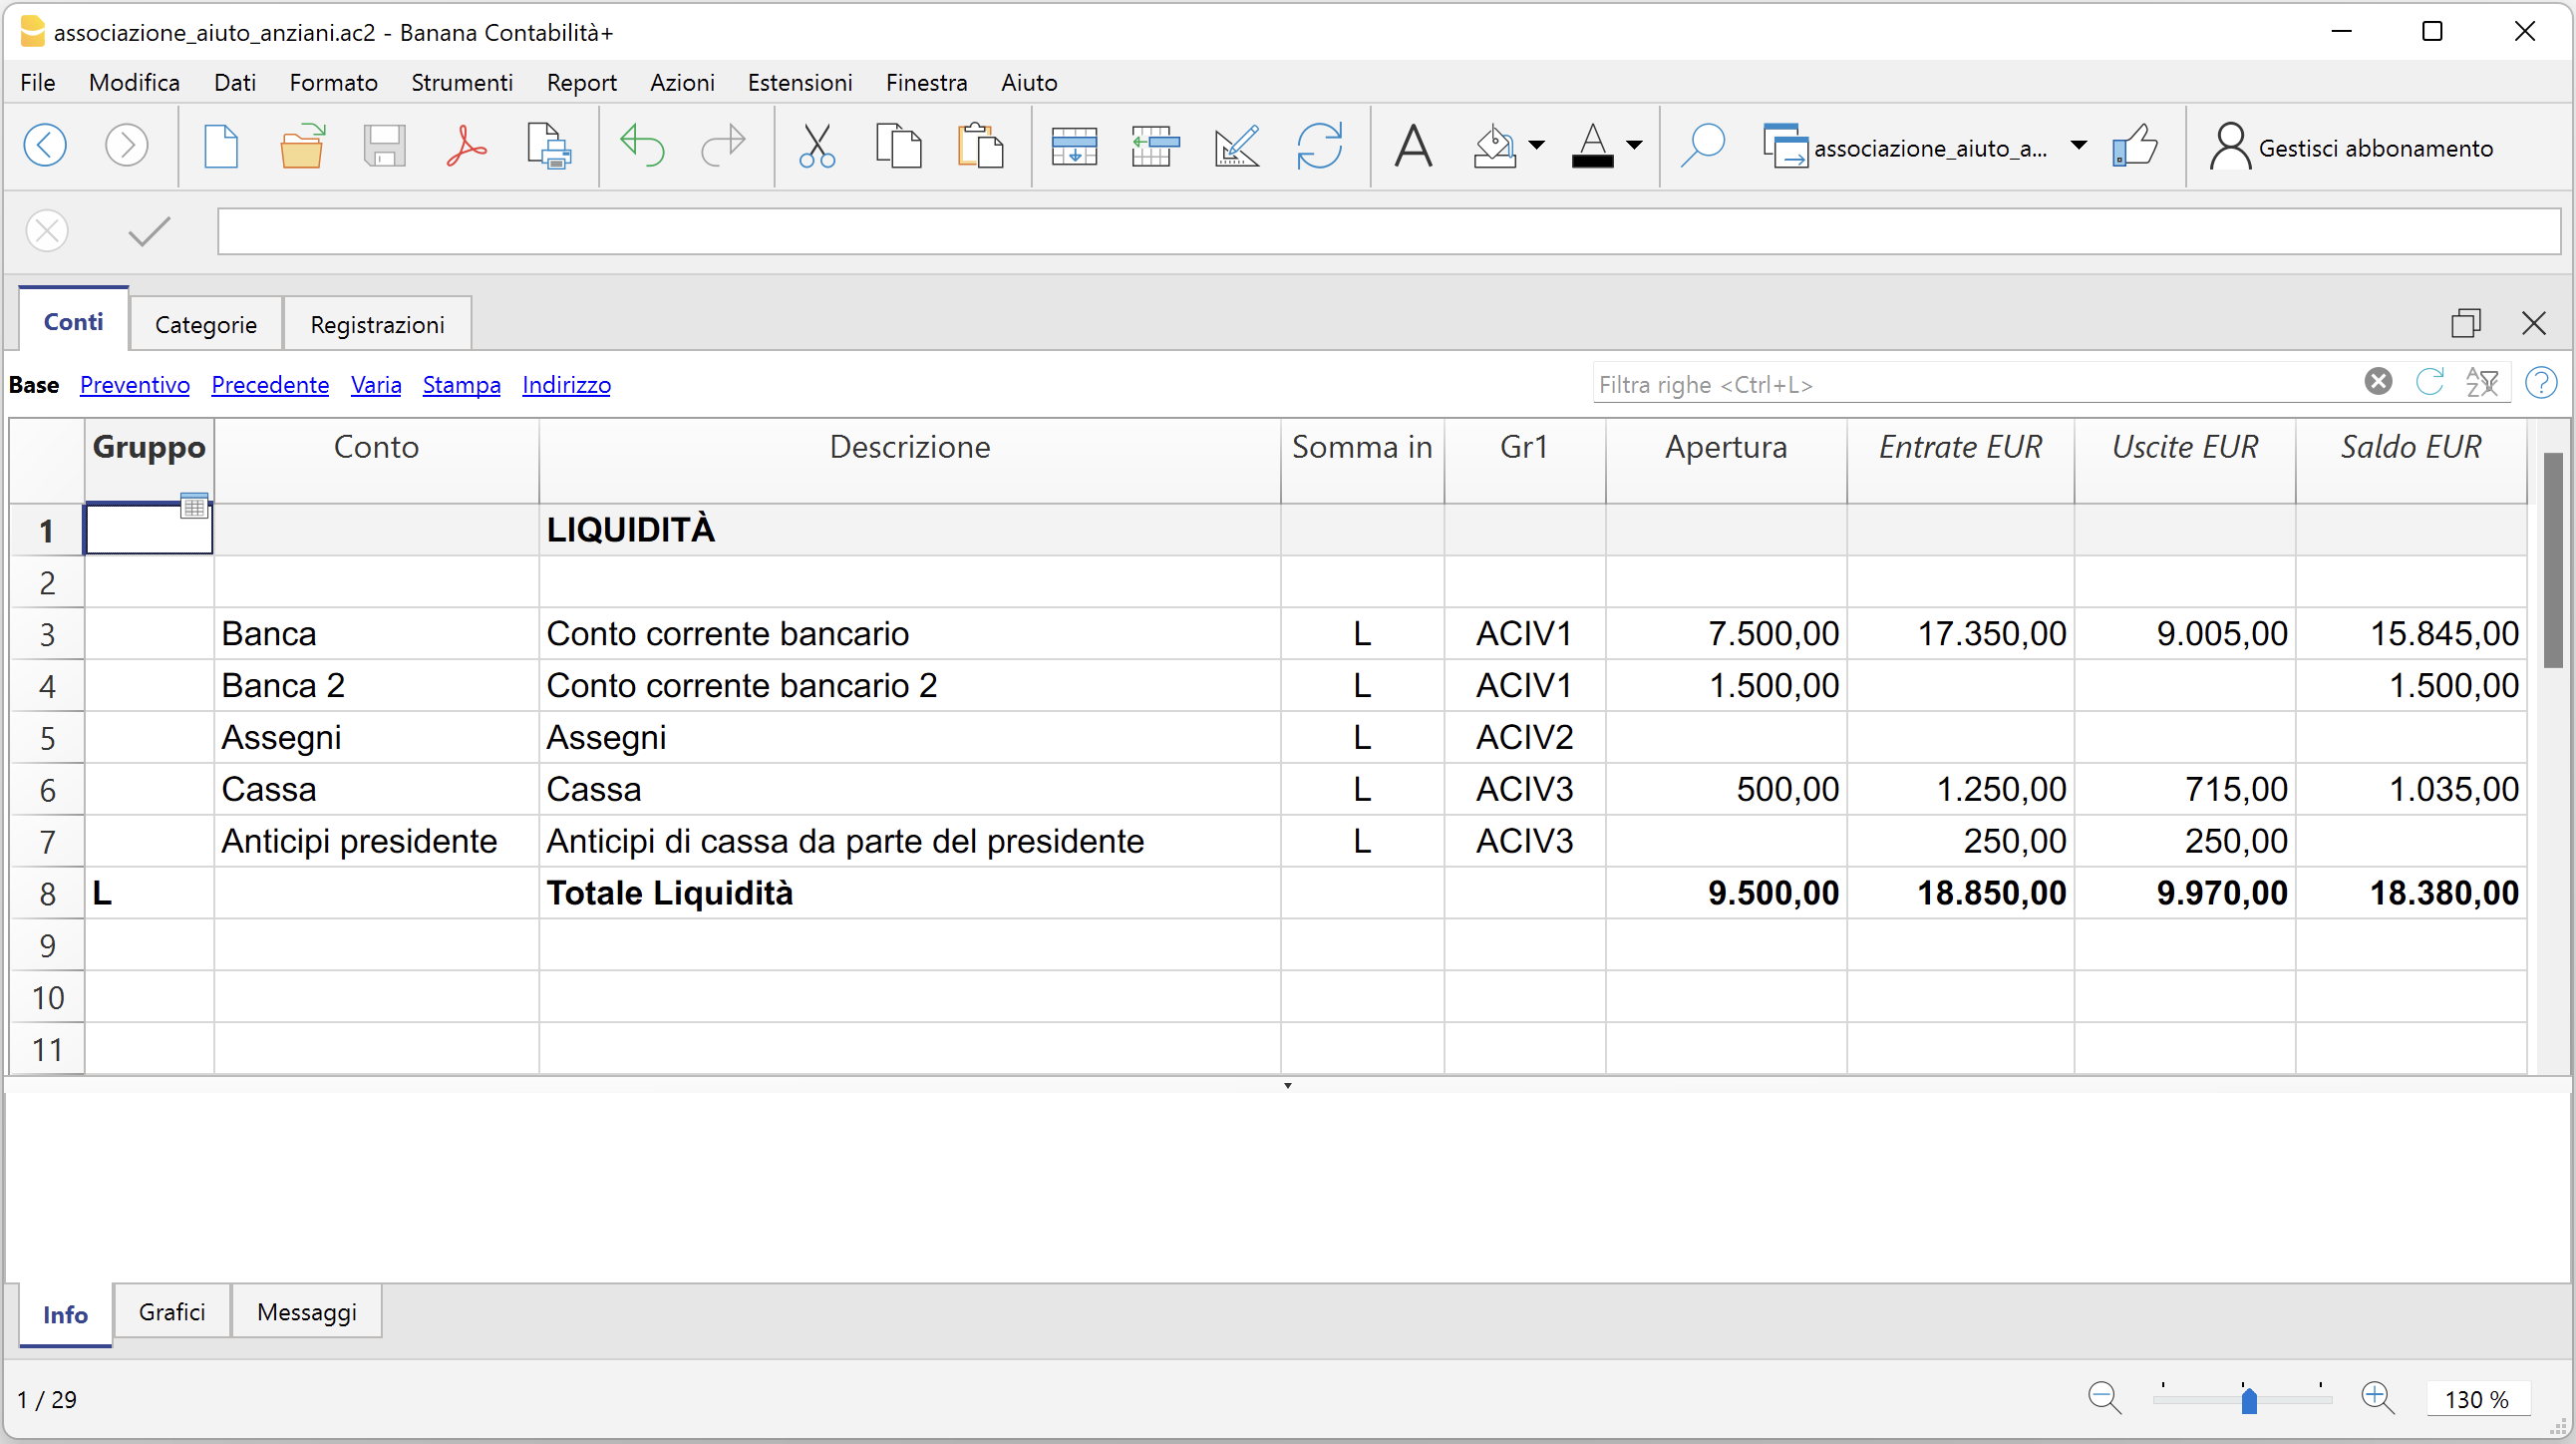 associazione_aiuto_anziani.ac2 - Banana Contabilità+
File Modifica Dati Formato Strumenti Report Azioni Estensioni Finestra Aiuto
associazione_aiuto_a... Gestisci abbonamento
Conti Categorie Registrazioni
Base Preventivo Precedente Varia Stampa Indirizzo Filtra righe <Ctrl+L>
Gruppo Conto Descrizione Somma in Gr1 Apertura Entrate EUR Uscite EUR Saldo EUR
1 LIQUIDITÀ
2
3 Banca Conto corrente bancario L ACIV1 7.500,00 17.350,00 9.005,00 15.845,00
4 Banca 2 Conto corrente bancario 2 L ACIV1 1.500,00 1.500,00
5 Assegni Assegni L ACIV2
6 Cassa Cassa L ACIV3 500,00 1.250,00 715,00 1.035,00
7 Anticipi presidente Anticipi di cassa da parte del presidente L ACIV3 250,00 250,00
8 L Totale Liquidità 9.500,00 18.850,00 9.970,00 18.380,00
9
10
11
Info Grafici Messaggi
1 / 29 130 %